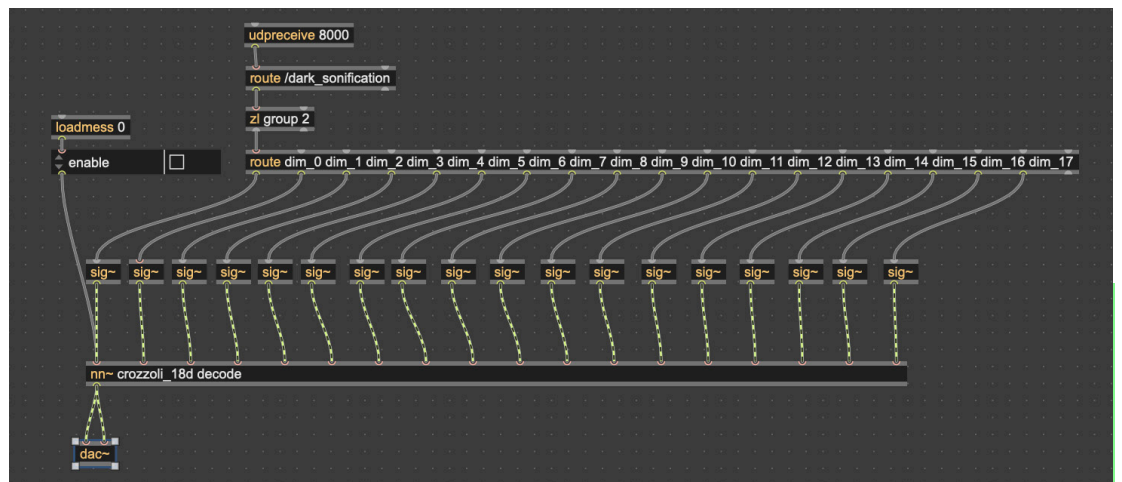 udpreceive 8000
route /dark_sonification
zl group 2
loadmess 0
enable
route dim_0 dim_1 dim_2 dim_3 dim_4 dim_5 dim_6 dim_7 dim_8 dim_9 dim_10 dim_11 dim_12 dim_13 dim_14 dim_15 dim_16 dim_17
sig~ sig~ sig~ sig~ sig~ sig~ sig~ sig~ sig~ sig~ sig~ sig~ sig~ sig~ sig~ sig~ sig~ sig~
nn~ crozzoli_18d decode
dac~